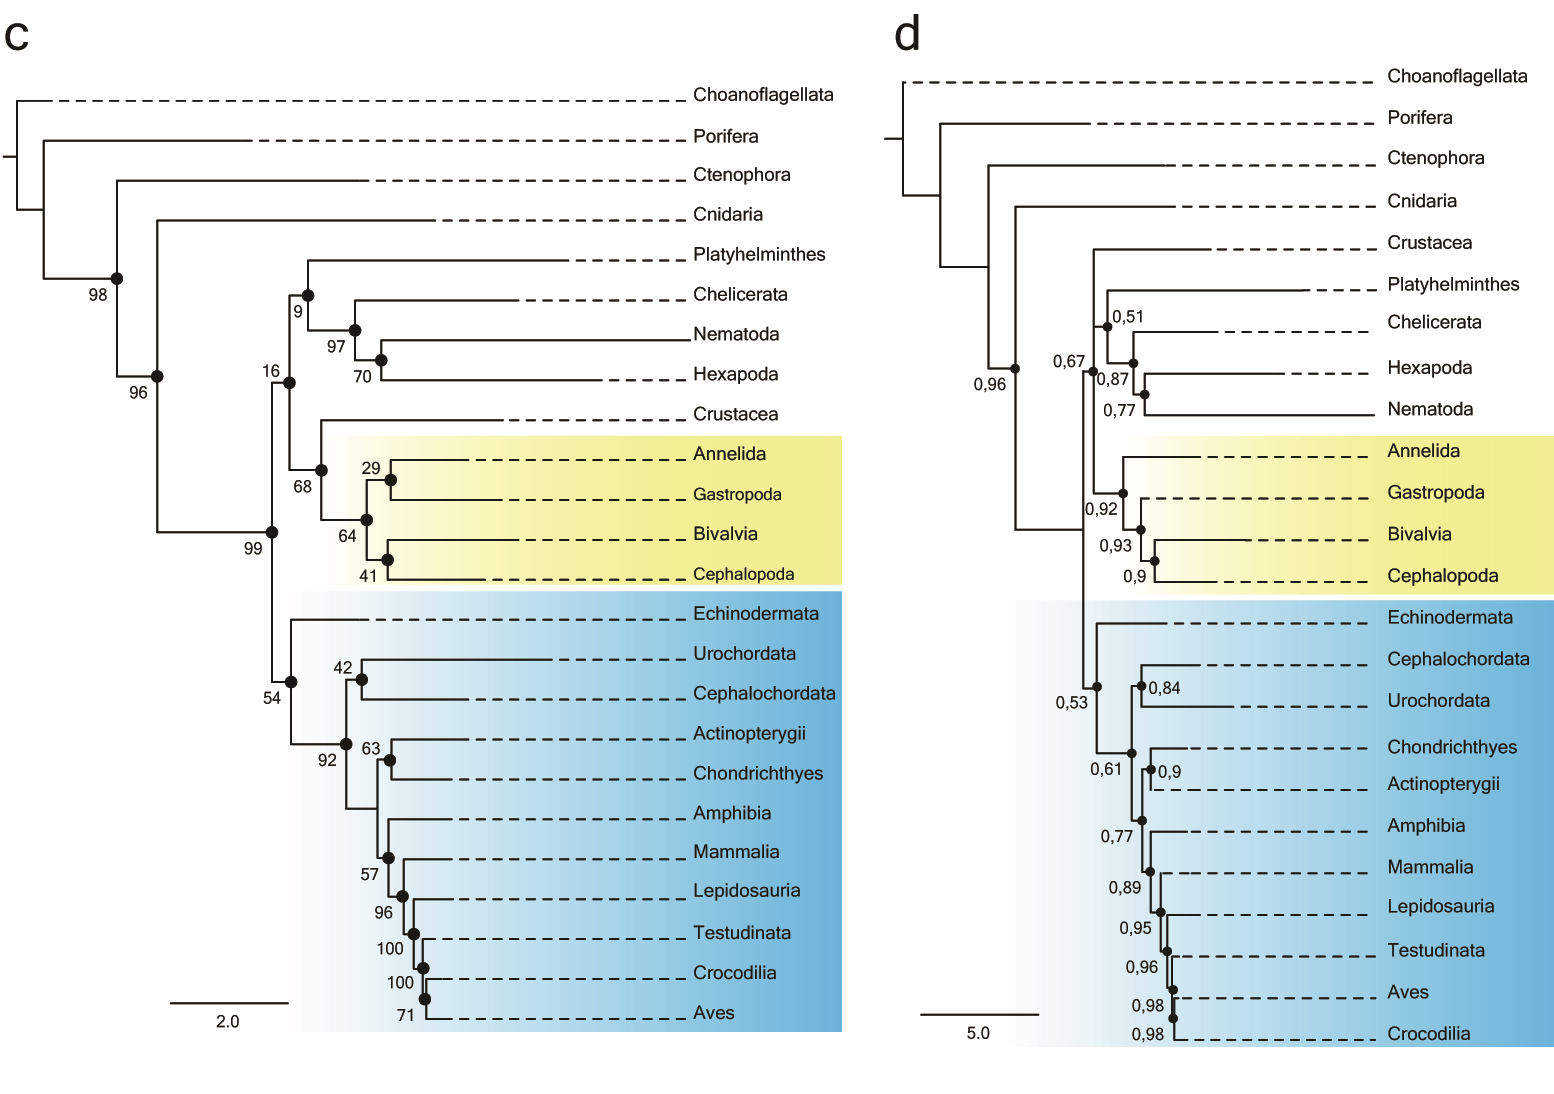 c
Choanoflagellata
Porifera
Ctenophora
Cnidaria
98
Platyhelminthes
Chelicerata
9
Nematoda
97
Hexapoda
70
16
96
Crustacea
Annelida
29
Gastropoda
68
Bivalvia
64
Cephalopoda
41
99
Echinodermata
Urochordata
42
Cephalochordata
54
Actinopterygii
63
92
Chondrichthyes
Amphibia
Mammalia
57
Lepidosauria
96
Testudinata
100
Crocodilia
100
Aves
71
2.0
d
Choanoflagellata
Porifera
Ctenophora
Cnidaria
Crustacea
Platyhelminthes
0,51
Chelicerata
0,67
Hexapoda
0,87
0,96
Nematoda
0,77
Annelida
Gastropoda
0,92
Bivalvia
0,93
Cephalopoda
0,9
Echinodermata
Cephalochordata
0,84
Urochordata
0,53
Chondrichthyes
0,9
0,61
Actinopterygii
Amphibia
0,77
Mammalia
0,89
Lepidosauria
0,95
Testudinata
0,96
Aves
0,98
Crocodilia
0,98
5.0